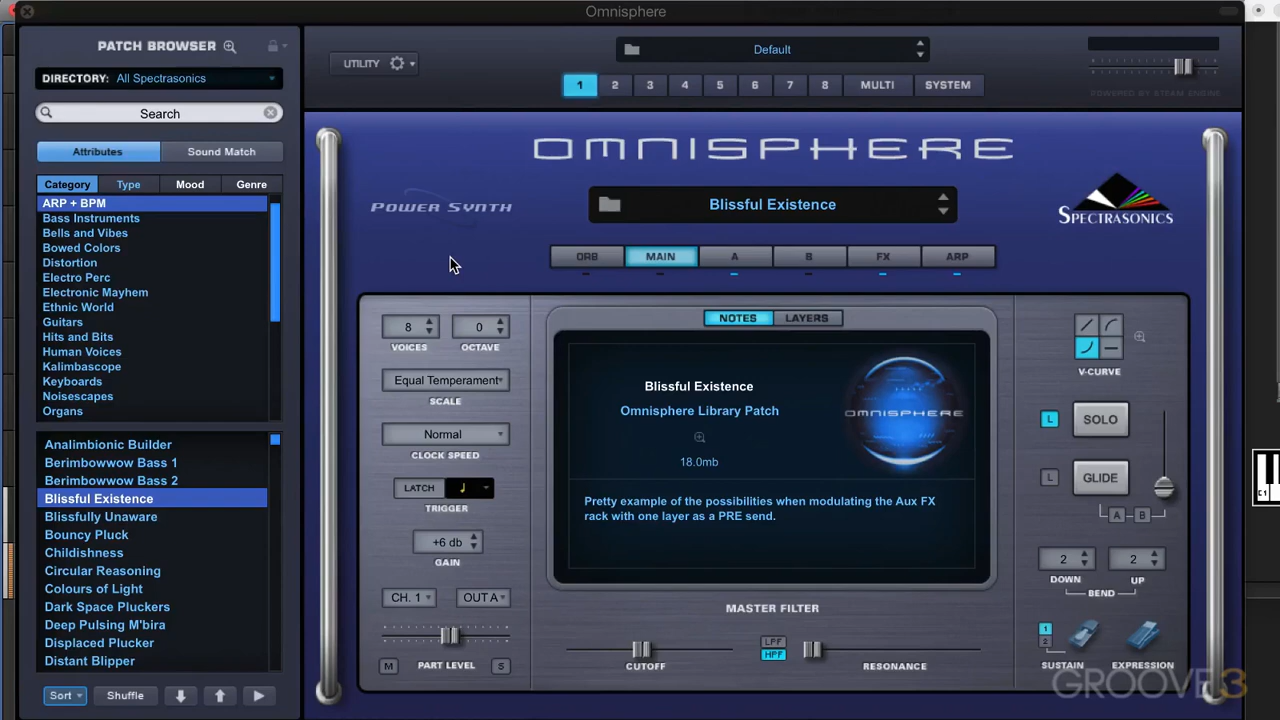 Omnisphere
PATCH BROWSER
DIRECTORY: All Spectrasonics
Search
Attributes
Sound Match
Category
Type
Mood
Genre
ARP + BPM
Bass Instruments
Bells and Vibes
Bowed Colors
Distortion
Electro Perc
Electronic Mayhem
Ethnic World
Guitars
Hits and Bits
Human Voices
Kalimbascape
Keyboards
Noisescapes
Organs
Analimbionic Builder
Berimbowwow Bass 1
Berimbowwow Bass 2
Blissful Existence
Blissfully Unaware
Bouncy Pluck
Childishness
Circular Reasoning
Colours of Light
Dark Space Pluckers
Deep Pulsing M'bira
Displaced Plucker
Distant Blipper
Sort
Shuffle
UTILITY
Default
1 2 3 4 5 6 7 8 MULTI SYSTEM
POWERED BY STEAM ENGINE
OMNISPHERE
POWER SYNTH
Blissful Existence
SPECTRASONICS
ORB MAIN A B FX ARP
8 0
VOICES OCTAVE
Equal Temperament
SCALE
Normal
CLOCK SPEED
LATCH
TRIGGER
+6 db
GAIN
CH. 1 OUT A
M PART LEVEL S
NOTES LAYERS
Blissful Existence
Omnisphere Library Patch
18.0mb
OMNISPHERE
Pretty example of the possibilities when modulating the Aux FX
rack with one layer as a PRE send.
MASTER FILTER
CUTOFF
LPF
HPF
RESONANCE
V-CURVE
L SOLO
L GLIDE
A B
2 2
DOWN UP
BEND
1
2
SUSTAIN EXPRESSION
GROOVE3
C1